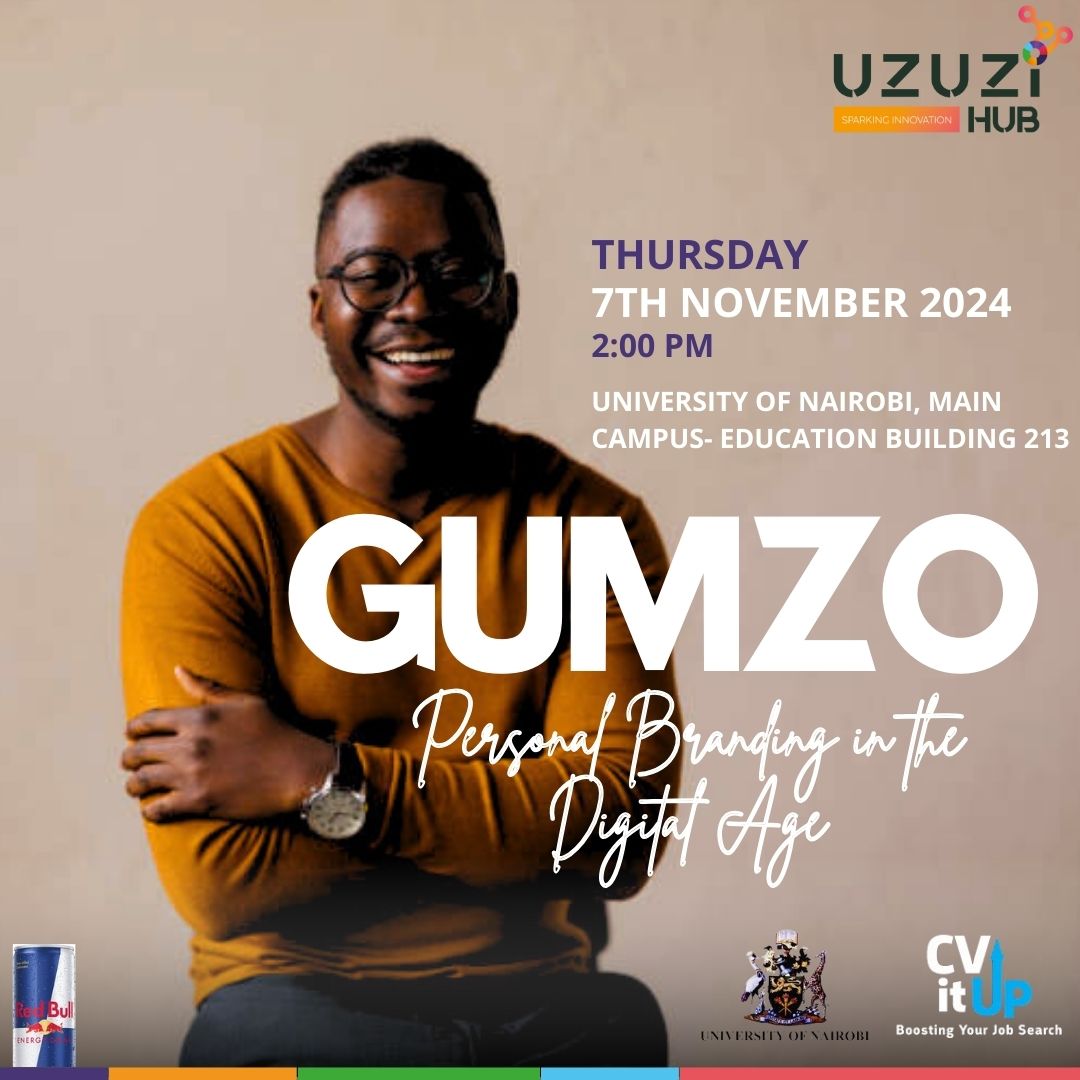 UZUZI
SPARKING INNOVATION HUB
THURSDAY
7TH NOVEMBER 2024
2:00 PM
UNIVERSITY OF NAIROBI, MAIN
CAMPUS- EDUCATION BUILDING 213
GUMZO
Personal Branding in the
Digital Age
Red Bull
UNIVERSITY OF NAIROBI
CV
it UP
Boosting Your Job Search